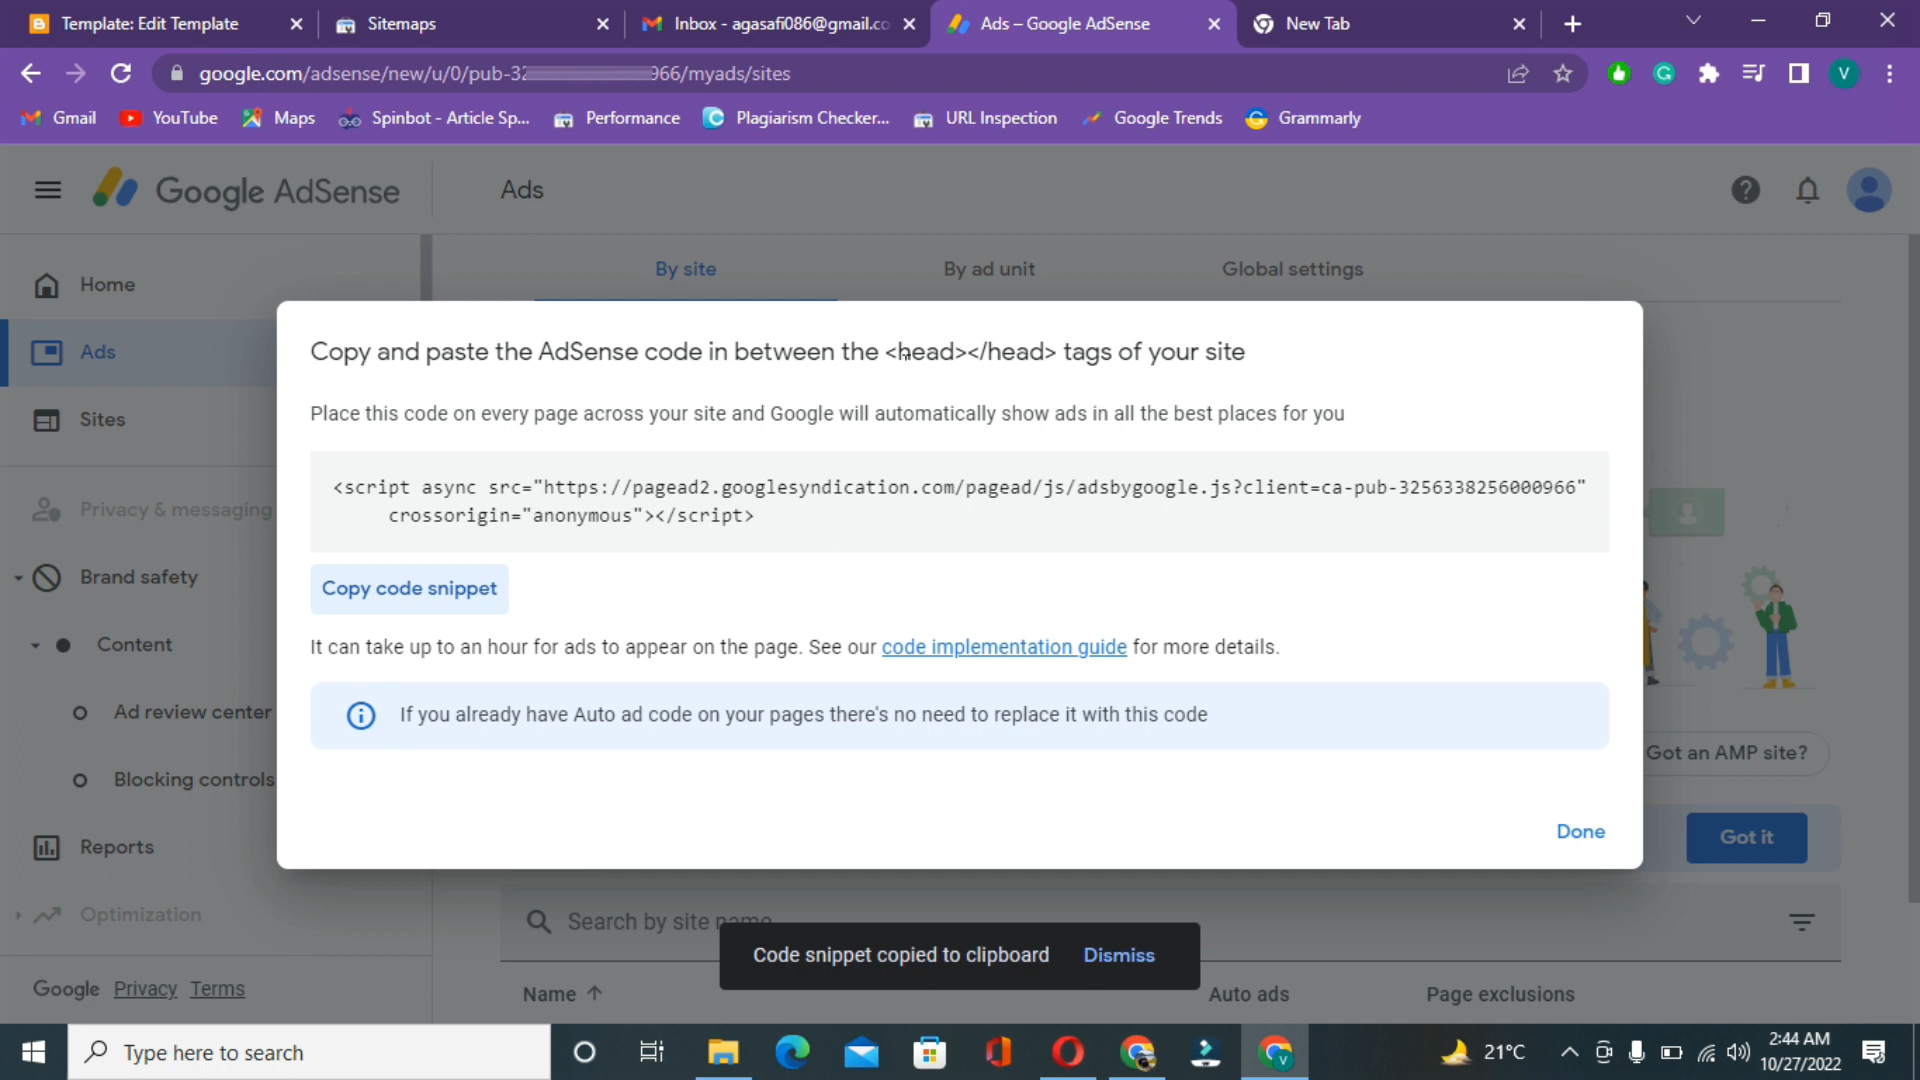 Template: Edit Template
Sitemaps
Inbox - agasafi086@gmail.co
Ads – Google AdSense
New Tab
google.com/adsense/new/u/0/pub-32 966/myads/sites
V
Gmail
YouTube
Maps
Spinbot - Article Sp...
Performance
Plagiarism Checker...
URL Inspection
Google Trends
Grammarly
Google AdSense
Ads
Home
Ads
Sites
Privacy & messaging
Brand safety
Content
Ad review center
Blocking controls
Reports
Optimization
Google Privacy Terms
By site
By ad unit
Global settings
Copy and paste the AdSense code in between the <head></head> tags of your site
Place this code on every page across your site and Google will automatically show ads in all the best places for you
<script async src="https://pagead2.googlesyndication.com/pagead/js/adsbygoogle.js?client=ca-pub-3256338256000966"
crossorigin="anonymous"></script>
Copy code snippet
It can take up to an hour for ads to appear on the page. See our code implementation guide for more details.
If you already have Auto ad code on your pages there's no need to replace it with this code
Done
Got an AMP site?
Got it
Search by site name
Code snippet copied to clipboard Dismiss
Name
Auto ads
Page exclusions
Type here to search
V
21°C
2:44 AM
10/27/2022